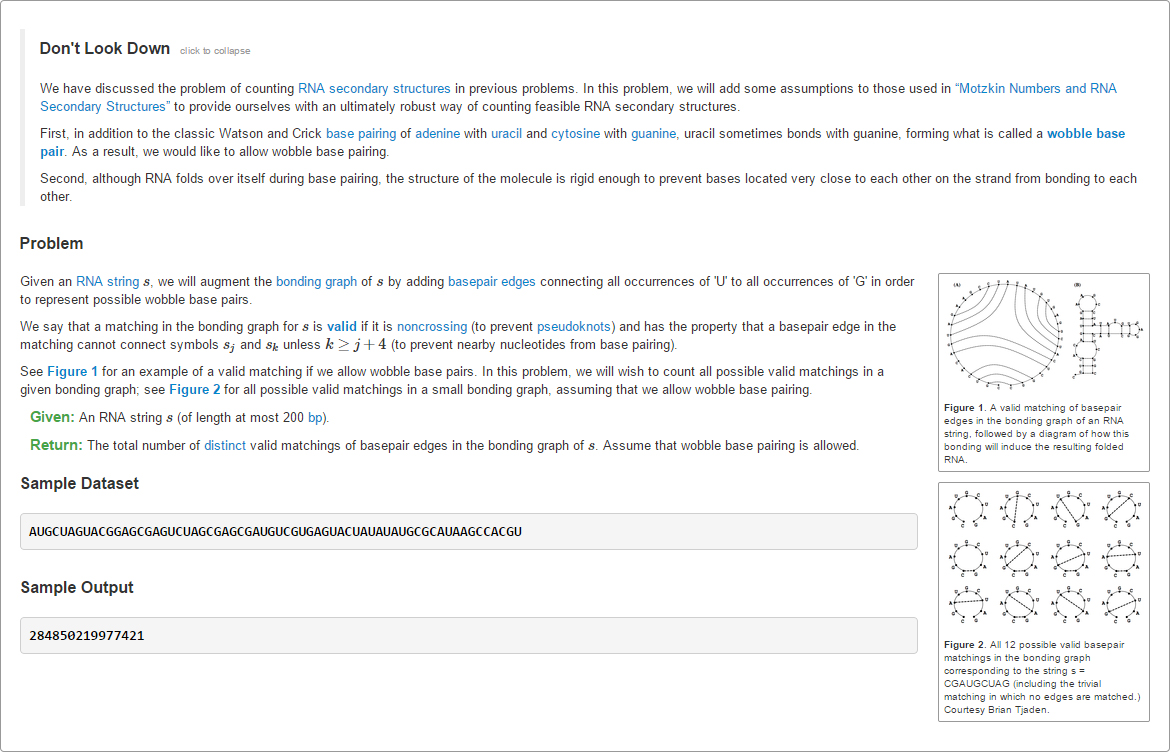 Don't Look Down click to collapse
We have discussed the problem of counting RNA secondary structures in previous problems. In this problem, we will add some assumptions to those used in “Motzkin Numbers and RNA
Secondary Structures” to provide ourselves with an ultimately robust way of counting feasible RNA secondary structures.
First, in addition to the classic Watson and Crick base pairing of adenine with uracil and cytosine with guanine, uracil sometimes bonds with guanine, forming what is called a wobble base
pair. As a result, we would like to allow wobble base pairing.
Second, although RNA folds over itself during base pairing, the structure of the molecule is rigid enough to prevent bases located very close to each other on the strand from bonding to each
other.
Problem
Given an RNA string s, we will augment the bonding graph of s by adding basepair edges connecting all occurrences of 'U' to all occurrences of 'G' in order
to represent possible wobble base pairs.
We say that a matching in the bonding graph for s is valid if it is noncrossing (to prevent pseudoknots) and has the property that a basepair edge in the
matching cannot connect symbols s_j and s_k unless k ≥ j + 4 (to prevent nearby nucleotides from base pairing).
See Figure 1 for an example of a valid matching if we allow wobble base pairs. In this problem, we will wish to count all possible valid matchings in a
given bonding graph; see Figure 2 for all possible valid matchings in a small bonding graph, assuming that we allow wobble base pairing.
Given: An RNA string s (of length at most 200 bp).
Return: The total number of distinct valid matchings of basepair edges in the bonding graph of s. Assume that wobble base pairing is allowed.
Sample Dataset
AUGCUAGUACGGAGCGAGUCUAGCGAGCGAUGUCGUGAGUACUAUAUAUGCGCAUAAGCCACGU
Sample Output
284850219977421
(A) (B)
Figure 1. A valid matching of basepair
edges in the bonding graph of an RNA
string, followed by a diagram of how this
bonding will induce the resulting folded
RNA.
Figure 2. All 12 possible valid basepair
matchings in the bonding graph
corresponding to the string s =
CGAUGCUAG (including the trivial
matching in which no edges are matched.)
Courtesy Brian Tjaden.